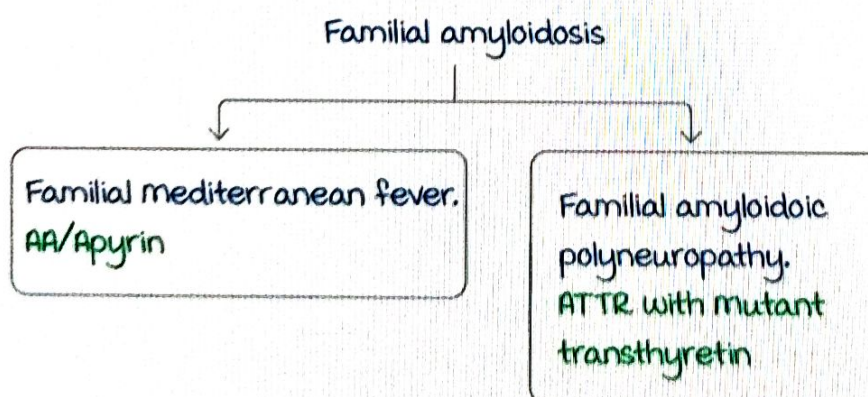 Familial amyloidosis
Familial mediterranean fever.
AA/Apyrin
Familial amyloidoic
polyneuropathy.
ATTR with mutant
transthyretin